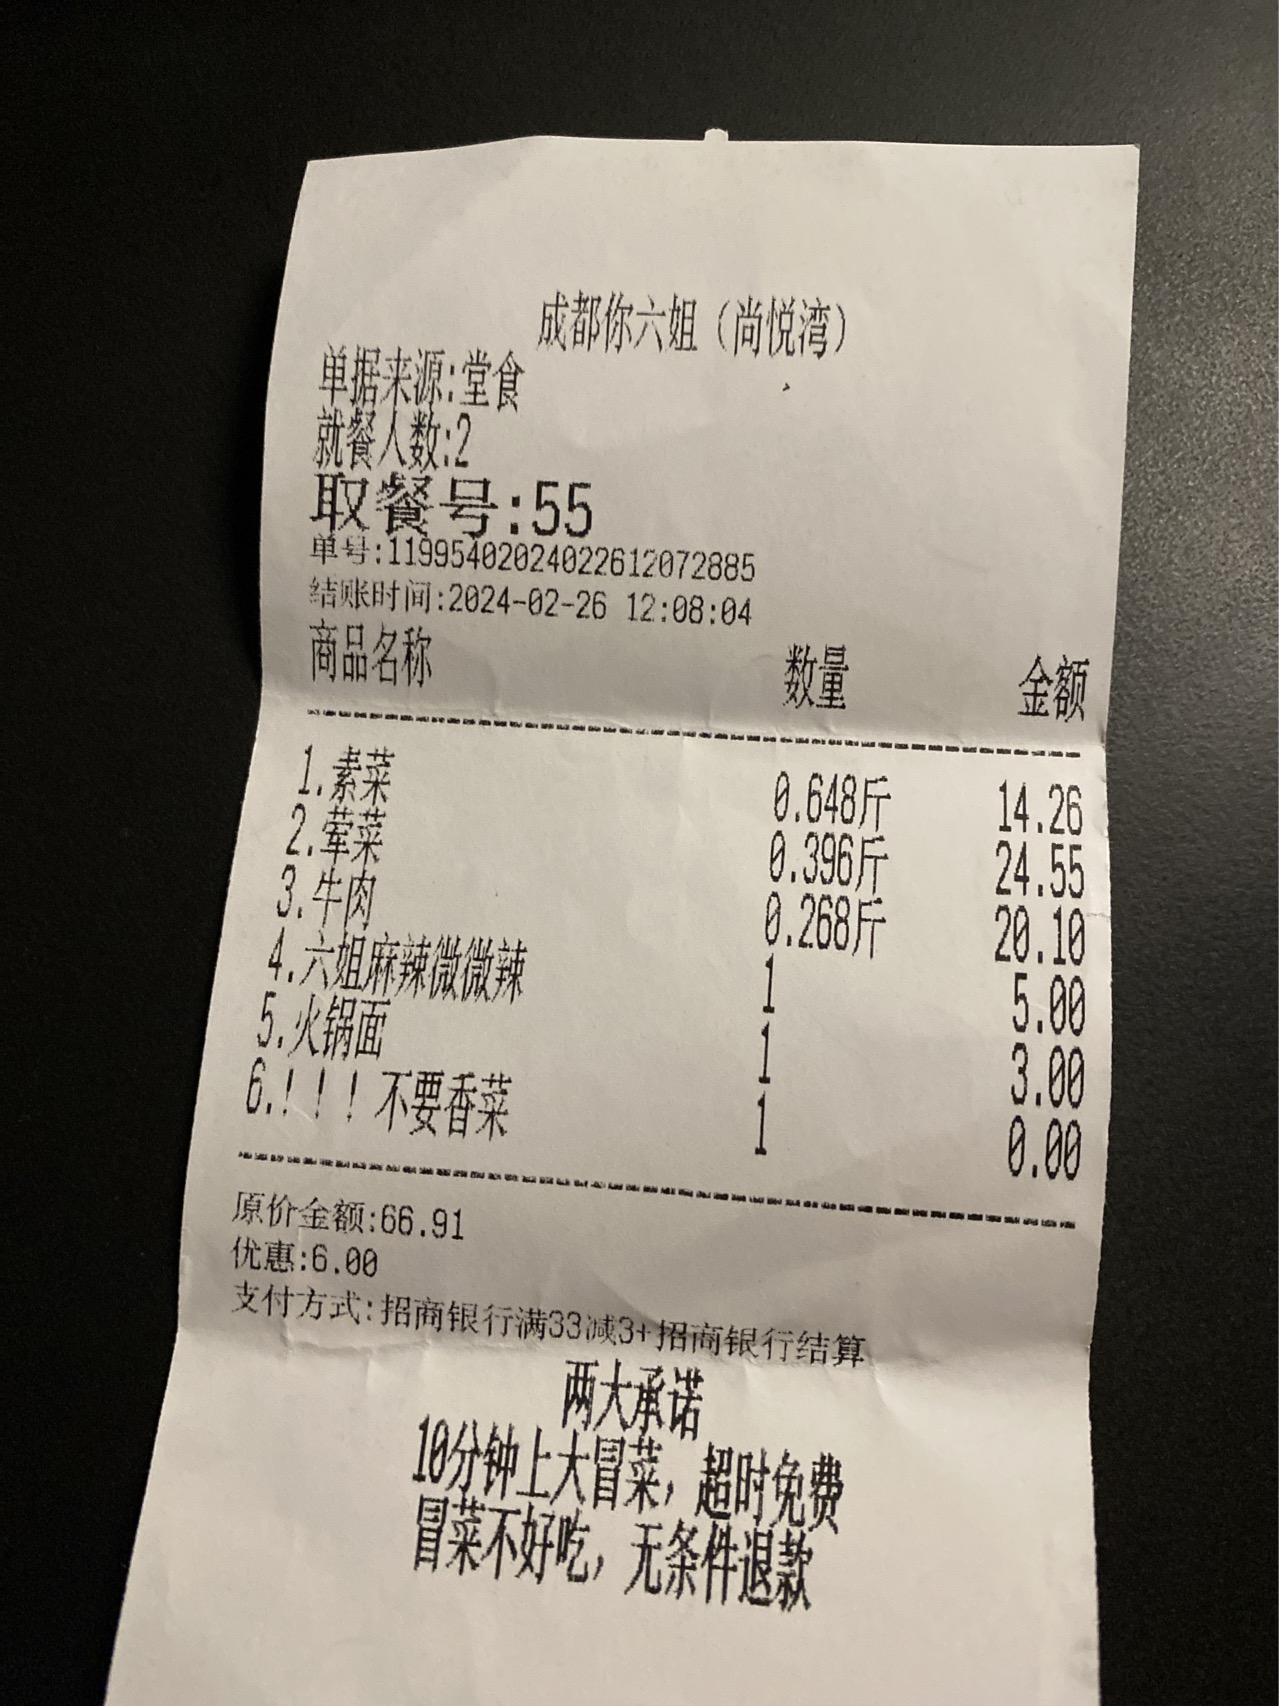 成都你六姐（尚悦湾）
单据来源:堂食
就餐人数:2
取餐号:55
单号:11995402024022612072885
结账时间:2024-02-26 12:08:04
商品名称 数量 金额
1.素菜 0.648斤 14.26
2.荤菜 0.396斤 24.55
3.牛肉 0.268斤 20.10
4.六姐麻辣微微辣 1 5.00
5.火锅面 1 3.00
6.！！！不要香菜 1 0.00
原价金额:66.91
优惠:6.00
支付方式:招商银行满33减3+招商银行结算
两大承诺
10分钟上大冒菜，超时免费
冒菜不好吃，无条件退款